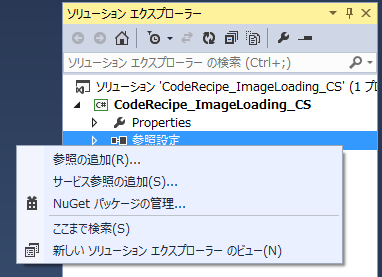 ソリューション エクスプローラー
ソリューション エクスプローラー の検索 (Ctrl+;)
ソリューション 'CodeRecipe_ImageLoading_CS' (1 プ
C# CodeRecipe_ImageLoading_CS
Properties
参照設定
参照の追加(R)...
サービス参照の追加(S)...
NuGet パッケージの管理...
ここまで検索(S)
新しい ソリューション エクスプローラー のビュー(N)